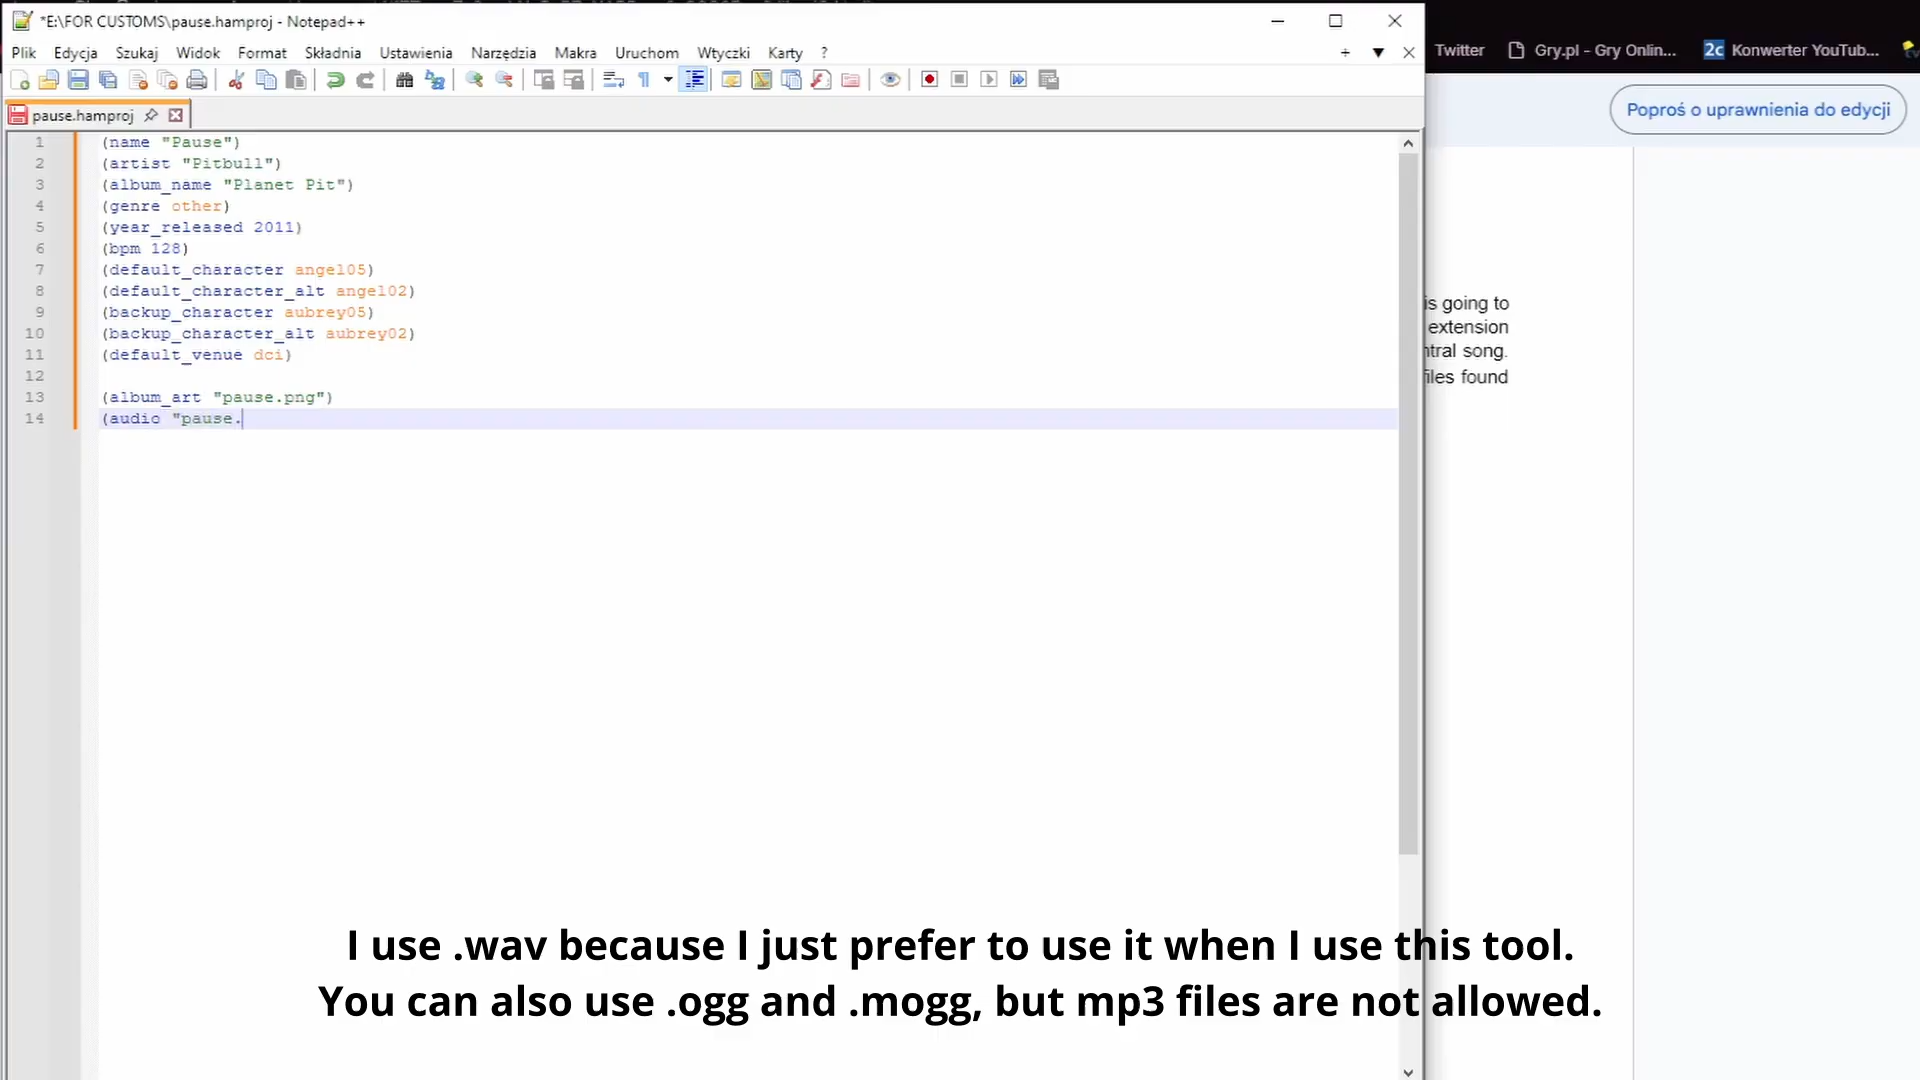 *E:\FOR CUSTOMS\pause.hamproj - Notepad++
Plik Edycja Szukaj Widok Format Składnia Ustawienia Narzędzia Makra Uruchom Wtyczki Karty ?
Twitter Gry.pl - Gry Onlin... 2c Konwerter YouTub...
Poproś o uprawnienia do edycji
pause.hamproj
1 (name "Pause")
2 (artist "Pitbull")
3 (album_name "Planet Pit")
4 (genre other)
5 (year_released 2011)
6 (bpm 128)
7 (default_character angel05)
8 (default_character_alt angel02)
9 (backup_character aubrey05)
10 (backup_character_alt aubrey02)
11 (default_venue dci)
12
13 (album_art "pause.png")
14 (audio "pause.
is going to
extension
ntral song.
files found
I use .wav because I just prefer to use it when I use this tool.
You can also use .ogg and .mogg, but mp3 files are not allowed.